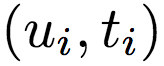 (u_i, t_i)